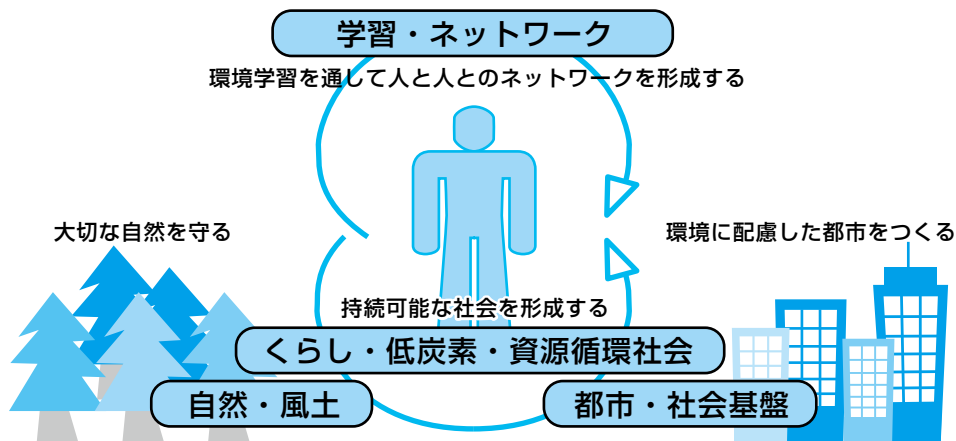 学習・ネットワーク
環境学習を通して人と人とのネットワークを形成する
大切な自然を守る
環境に配慮した都市をつくる
持続可能な社会を形成する
くらし・低炭素・資源循環社会
自然・風土
都市・社会基盤